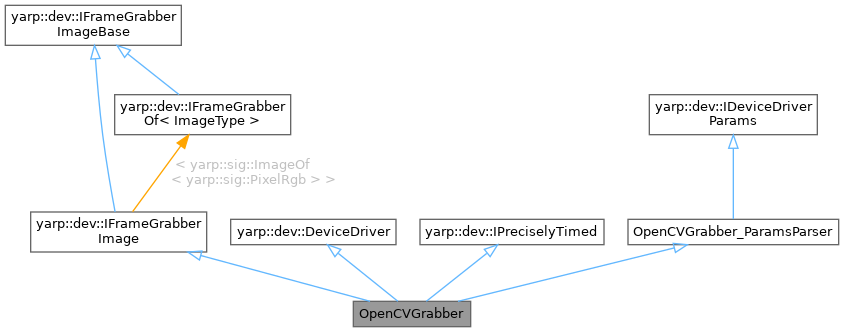 yarp::dev::IFrameGrabber
ImageBase
yarp::dev::IFrameGrabber
Of< ImageType >
yarp::dev::IDeviceDriver
Params
< yarp::sig::ImageOf
< yarp::sig::PixelRgb > >
yarp::dev::IFrameGrabber
Image
yarp::dev::DeviceDriver
yarp::dev::IPreciselyTimed
OpenCVGrabber_ParamsParser
OpenCVGrabber